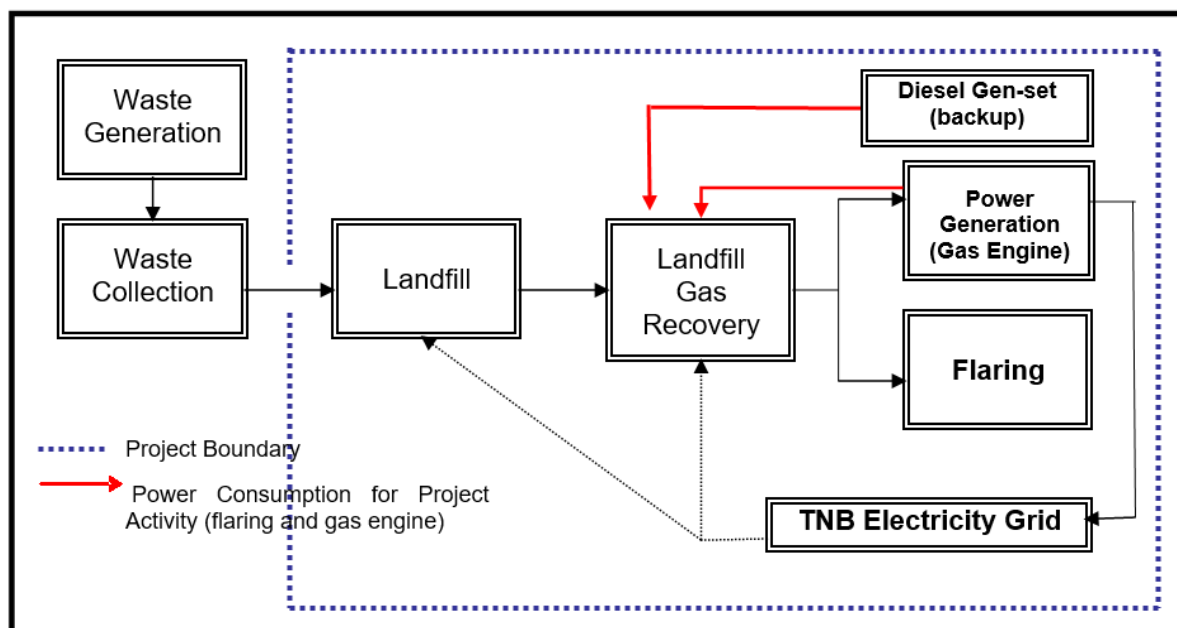 Waste
Generation
Diesel Gen-set
(backup)
Power
Generation
(Gas Engine)
Waste
Collection
Landfill
Landfill
Gas
Recovery
Flaring
Project Boundary
Power Consumption for Project
Activity (flaring and gas engine)
TNB Electricity Grid